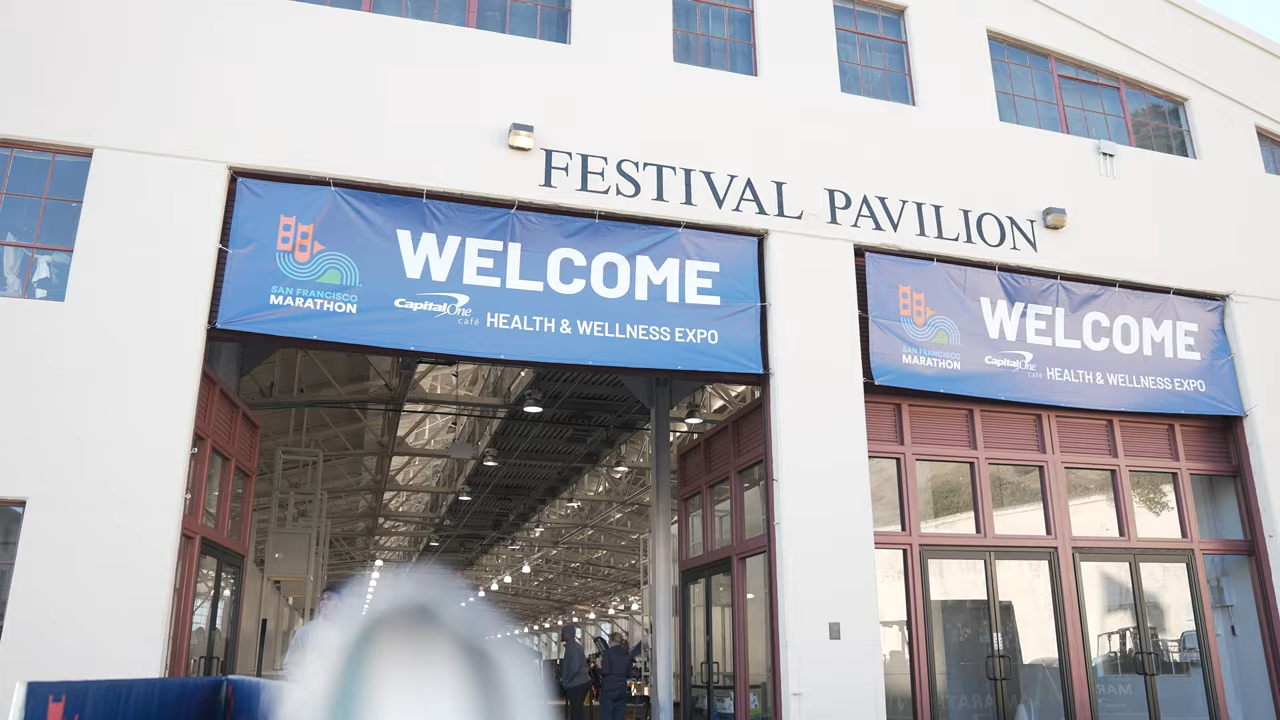 FESTIVAL PAVILION
WELCOME
SAN FRANCISCO
MARATHON
Capital One
café
HEALTH & WELLNESS EXPO
WELCOME
SAN FRANCISCO
MARATHON
Capital One
café
HEALTH & WELLNESS EXPO